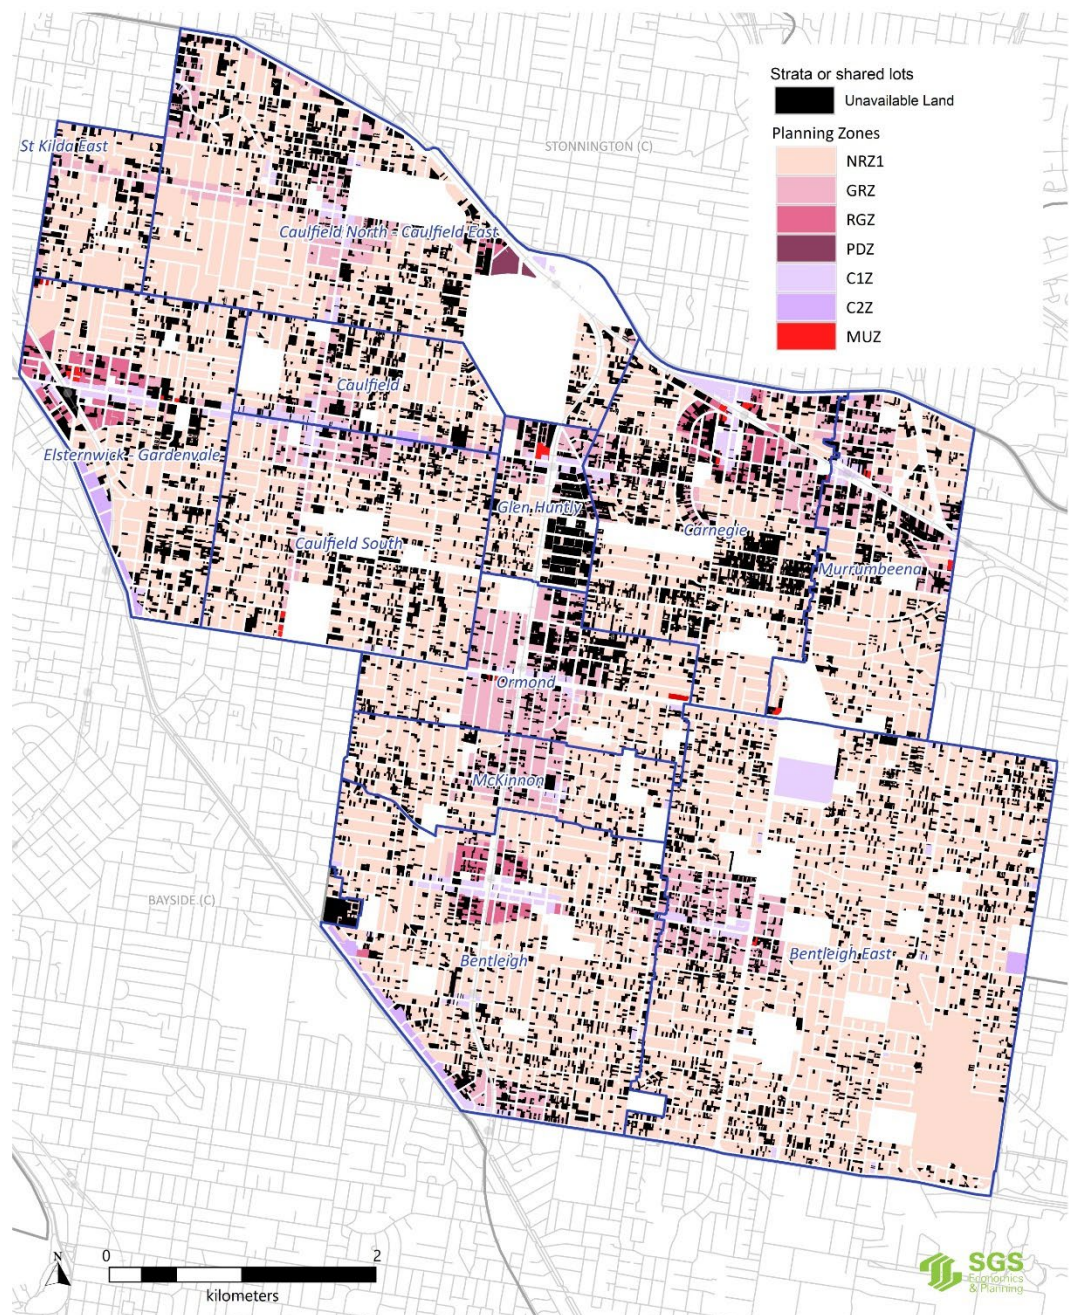 Strata or shared lots
Unavailable Land
Planning Zones
NRZ1
GRZ
RGZ
PDZ
C1Z
C2Z
MUZ
STONNINGTON (C)
St Kilda East
Caulfield North - Caulfield East
Caulfield
Elsternwick - Gardenvale
Glen Huntly
Carnegie
Caulfield South
Murrumbeena
Ormond
McKinnon
BAYSIDE (C)
Bentleigh
Bentleigh East
N
0
2
kilometers
SGS
Economics
& Planning